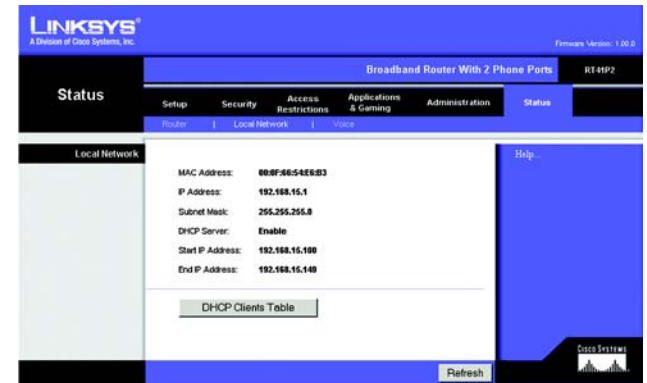 LINKSYS®
A Division of Cisco Systems, Inc.
Firmware Version: 1.00.0
Broadband Router With 2 Phone Ports RT41P2
Status
Setup Security Access Restrictions Applications & Gaming Administration Status
Router | Local Network | Voice
Local Network
Help...
MAC Address: 00:0F:66:54:E6:B3
IP Address: 192.168.15.1
Subnet Mask: 255.255.255.0
DHCP Server: Enable
Start IP Address: 192.168.15.100
End IP Address: 192.168.15.149
DHCP Clients Table
Refresh
CISCO SYSTEMS